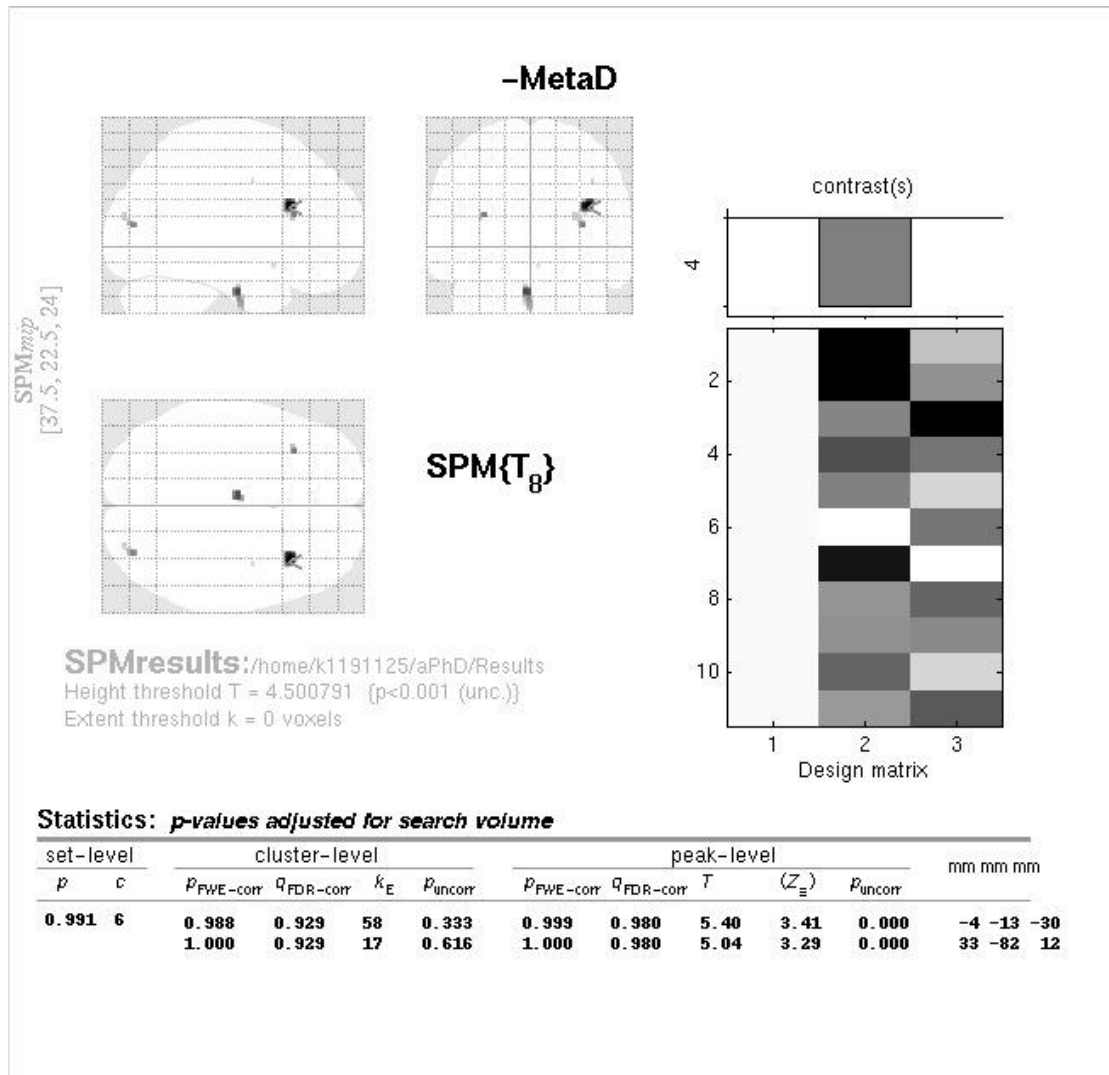 −MetaD
SPMmip
[37.5, 22.5, 24]
SPM{T8}
contrast(s)
4
2
4
6
8
10
1 2 3
Design matrix
SPMresults:/home/k1191125/aPhD/Results
Height threshold T = 4.500791 {p<0.001 (unc.)}
Extent threshold k = 0 voxels
Statistics: p-values adjusted for search volume
set-level cluster-level peak-level mm mm mm
p c pFWE-corr qFDR-corr kE puncorr pFWE-corr qFDR-corr T (Z≡) puncorr
0.991 6 0.988 0.929 58 0.333 0.999 0.980 5.40 3.41 0.000 -4 -13 -30
1.000 0.929 17 0.616 1.000 0.980 5.04 3.29 0.000 33 -82 12